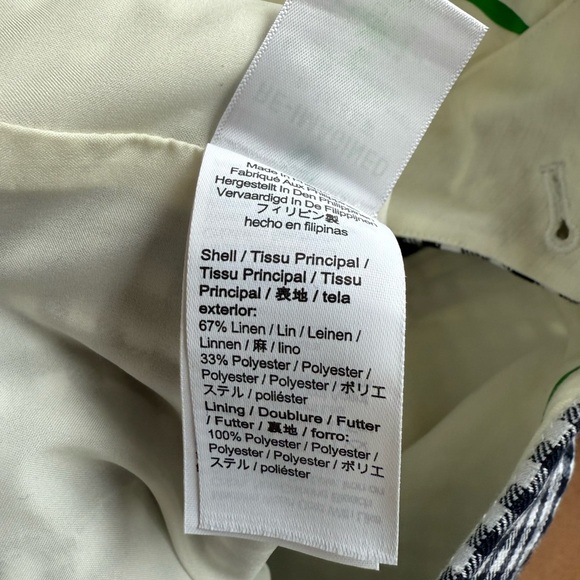 RE-IMAGINED
Made In
Fabriqué Aux
Hergestellt In Den Philippinen
Vervaardigd In De Filippijnen
フィリピン製
hecho en filipinas
Shell / Tissu Principal /
Tissu Principal / Tissu
Principal / 表地 / tela
exterior:
67% Linen / Lin / Leinen /
Linnen / 麻 / lino
33% Polyester / Polyester /
Polyester / Polyester / ポリエ
ステル / poliéster
Lining / Doublure / Futter
/ Futter / 裏地 / forro:
100% Polyester / Polyester /
Polyester / Polyester / ポリエ
ステル / poliéster